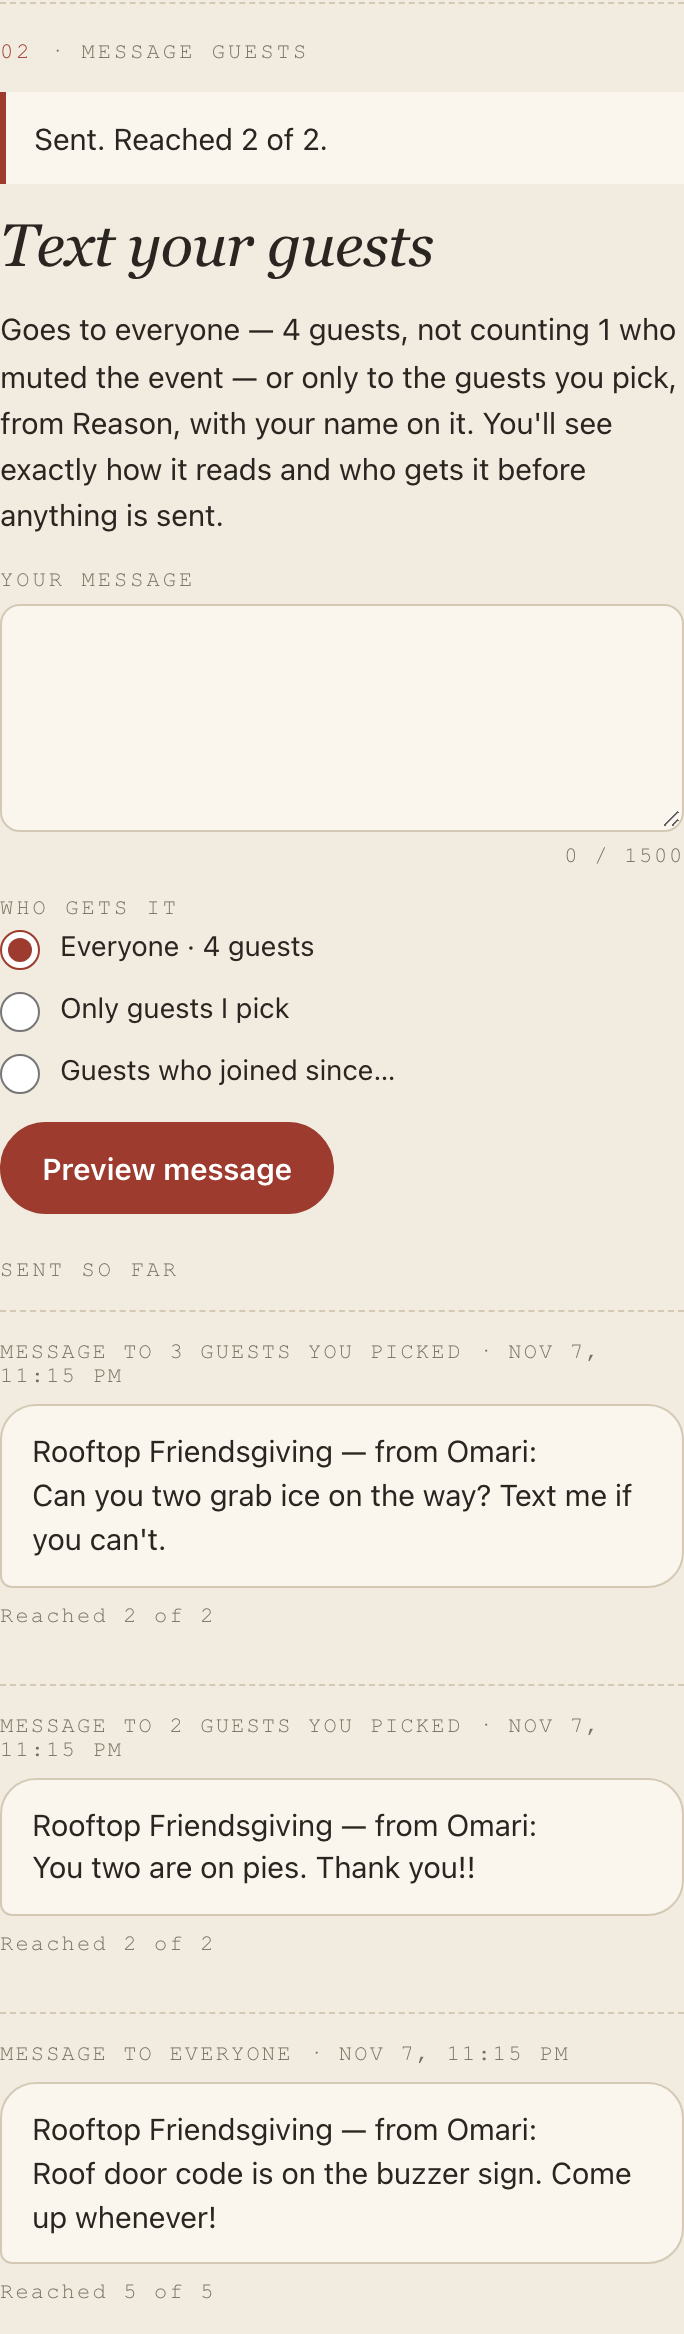 02 · MESSAGE GUESTS
Sent. Reached 2 of 2.
Text your guests
Goes to everyone — 4 guests, not counting 1 who
muted the event — or only to the guests you pick,
from Reason, with your name on it. You'll see
exactly how it reads and who gets it before
anything is sent.
YOUR MESSAGE
0 / 1500
WHO GETS IT
Everyone · 4 guests
Only guests I pick
Guests who joined since...
Preview message
SENT SO FAR
MESSAGE TO 3 GUESTS YOU PICKED · NOV 7,
11:15 PM
Rooftop Friendsgiving — from Omari:
Can you two grab ice on the way? Text me if
you can't.
Reached 2 of 2
MESSAGE TO 2 GUESTS YOU PICKED · NOV 7,
11:15 PM
Rooftop Friendsgiving — from Omari:
You two are on pies. Thank you!!
Reached 2 of 2
MESSAGE TO EVERYONE · NOV 7, 11:15 PM
Rooftop Friendsgiving — from Omari:
Roof door code is on the buzzer sign. Come
up whenever!
Reached 5 of 5